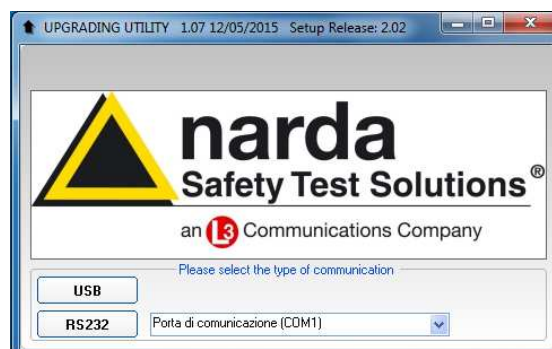 UPGRADING UTILITY 1.07 12/05/2015 Setup Release: 2.02
narda
Safety Test Solutions®
an L3 Communications Company
Please select the type of communication
USB
RS232 Porta di comunicazione (COM1)